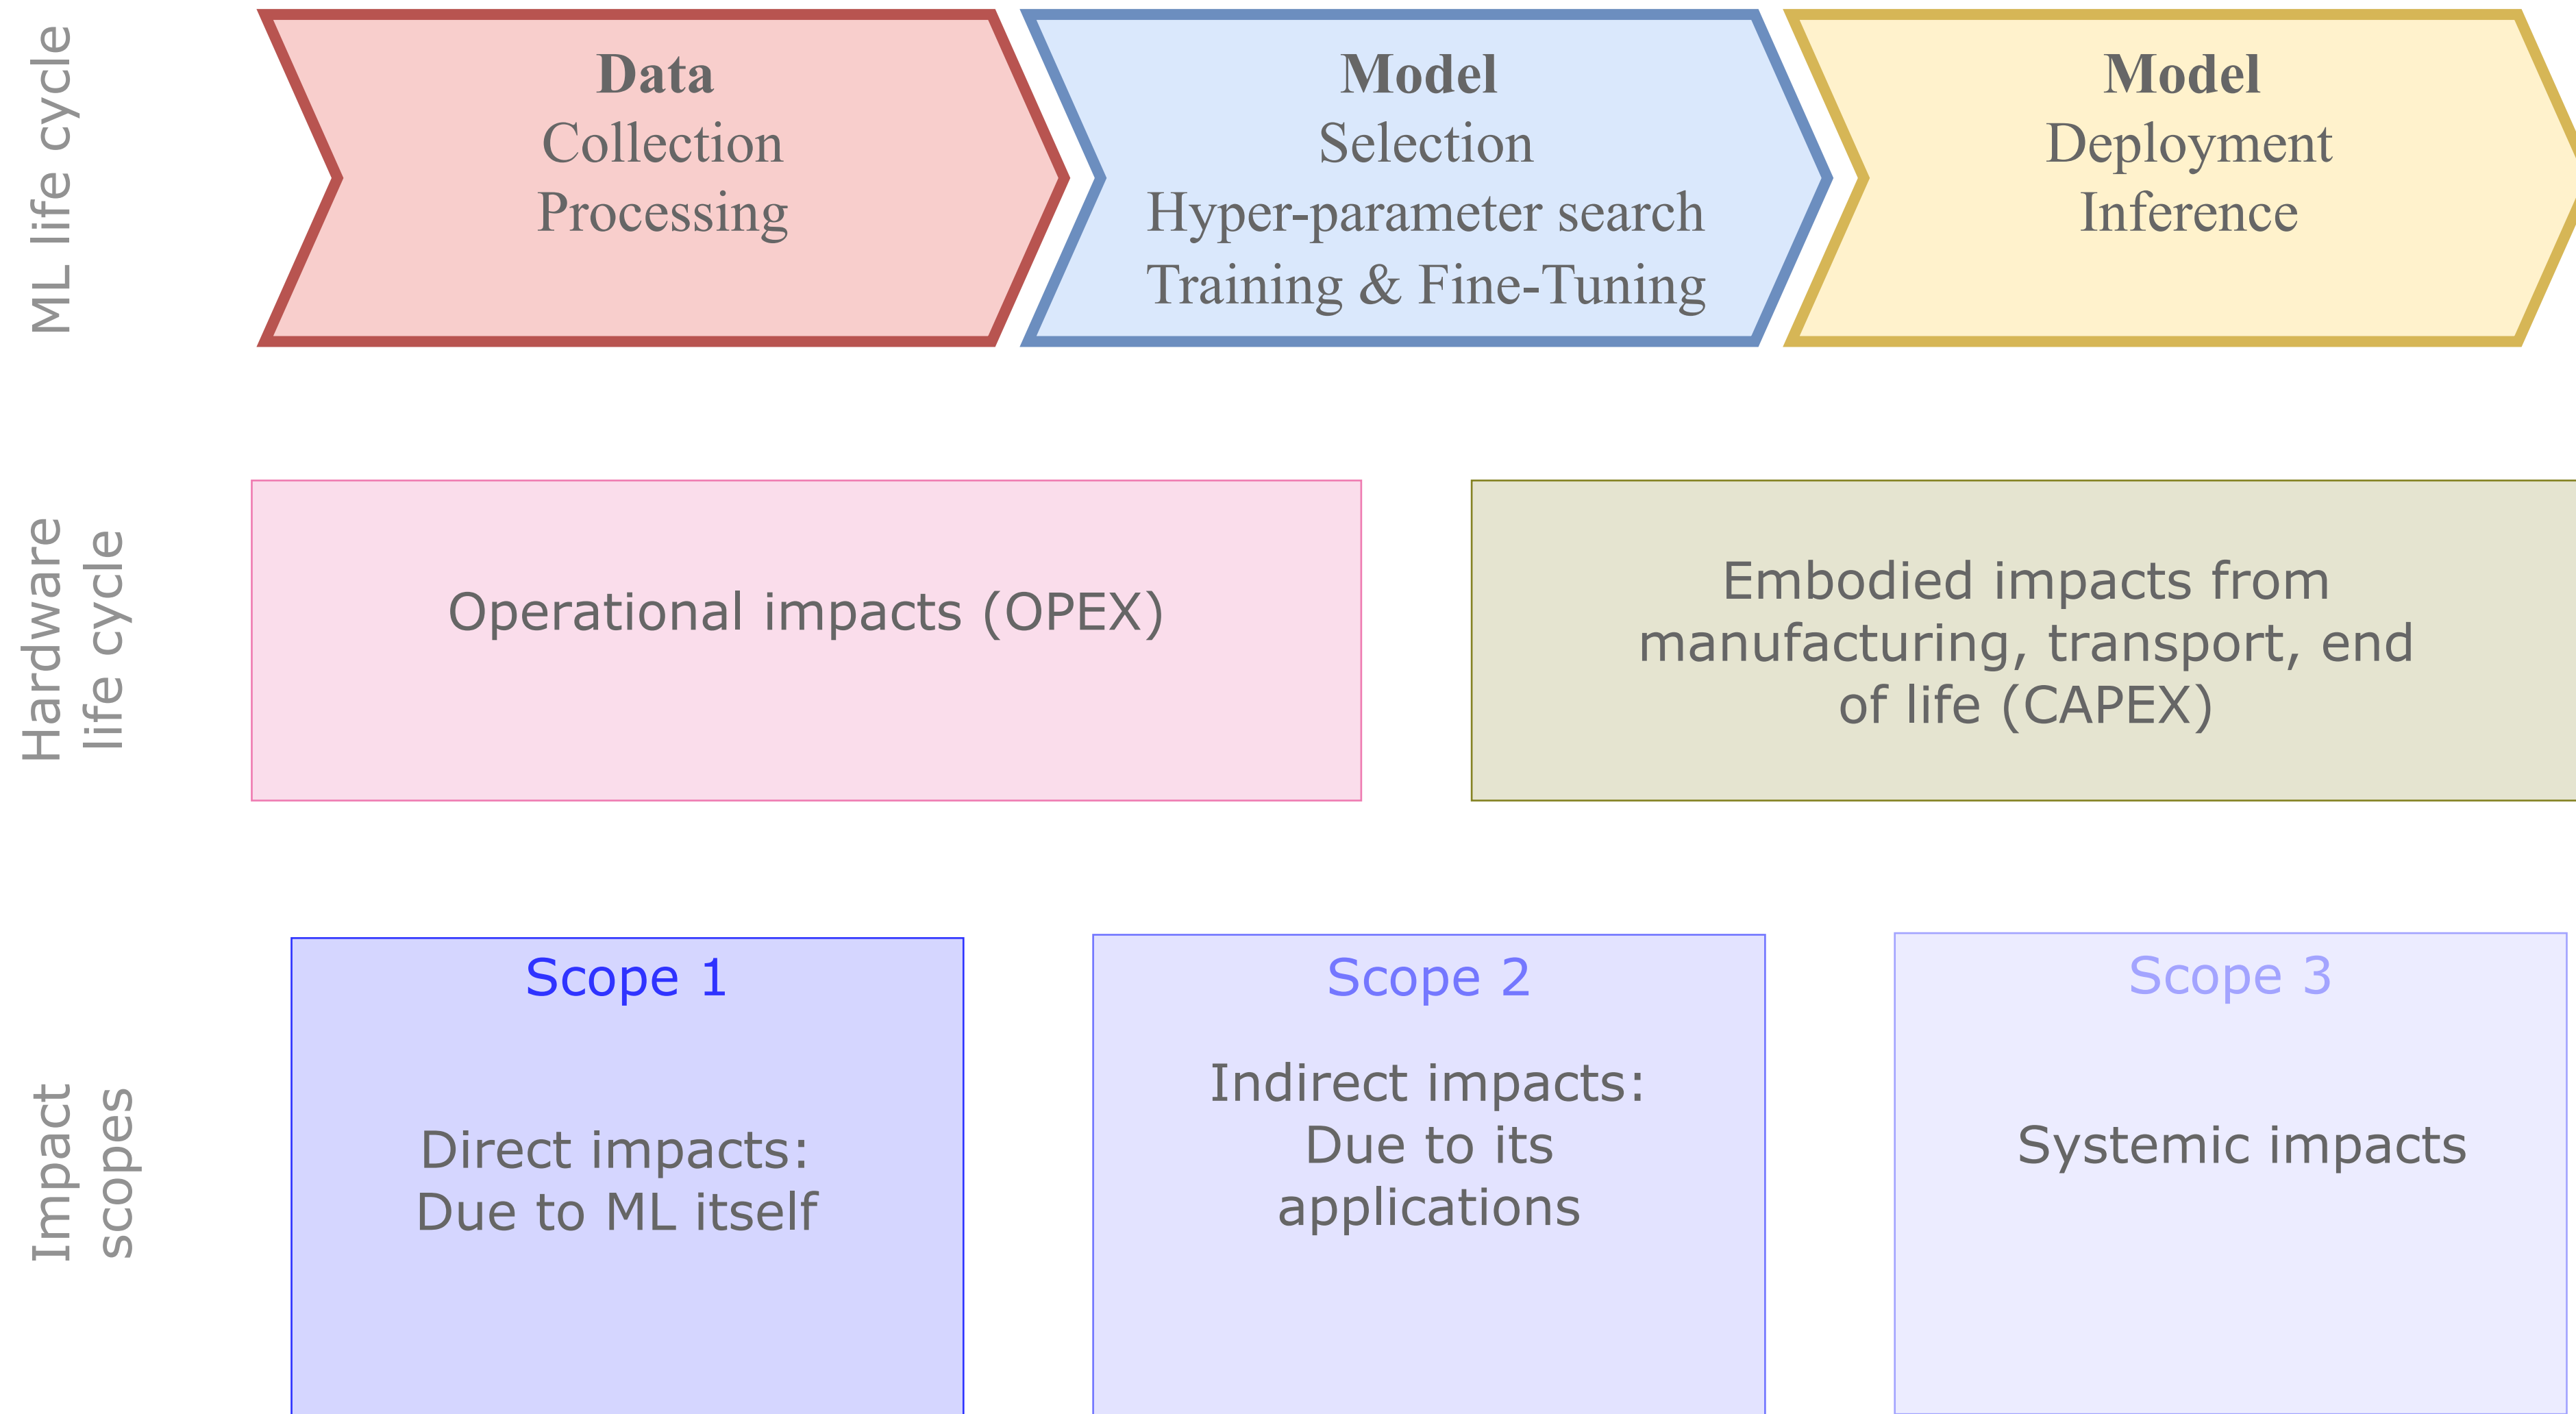 ML life cycle
Data
Collection
Processing
Model
Selection
Hyper-parameter search
Training & Fine-Tuning
Model
Deployment
Inference
Hardware
life cycle
Operational impacts (OPEX)
Embodied impacts from
manufacturing, transport, end
of life (CAPEX)
Impact
scopes
Scope 1
Direct impacts:
Due to ML itself
Scope 2
Indirect impacts:
Due to its
applications
Scope 3
Systemic impacts